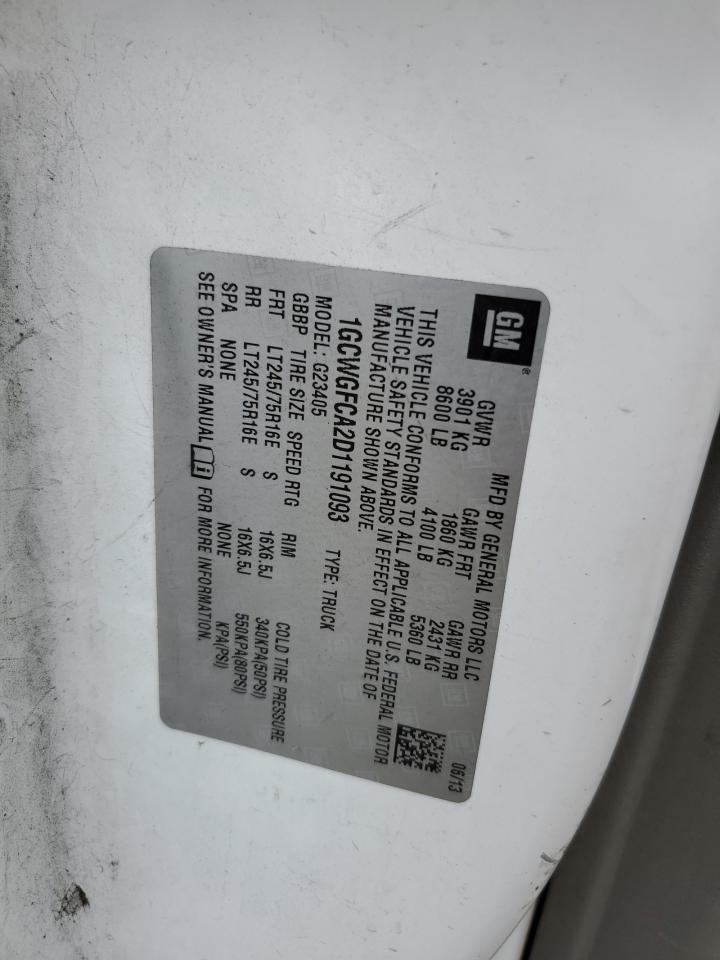 GM®
MFD BY GENERAL MOTORS LLC 06/13
GVWR GAWR FRT GAWR RR
3901 KG 1860 KG 2431 KG
8600 LB 4100 LB 5360 LB
THIS VEHICLE CONFORMS TO ALL APPLICABLE U.S. FEDERAL MOTOR
VEHICLE SAFETY STANDARDS IN EFFECT ON THE DATE OF
MANUFACTURE SHOWN ABOVE.
1GCWGFCA2D1191093 TYPE: TRUCK
MODEL: G23405
GBBP TIRE SIZE SPEED RTG RIM COLD TIRE PRESSURE
FRT LT245/75R16E S 16X6.5J 340KPA(50PSI)
RR LT245/75R16E S 16X6.5J 550KPA(80PSI)
SPA NONE NONE KPA(PSI)
SEE OWNER'S MANUAL i FOR MORE INFORMATION.